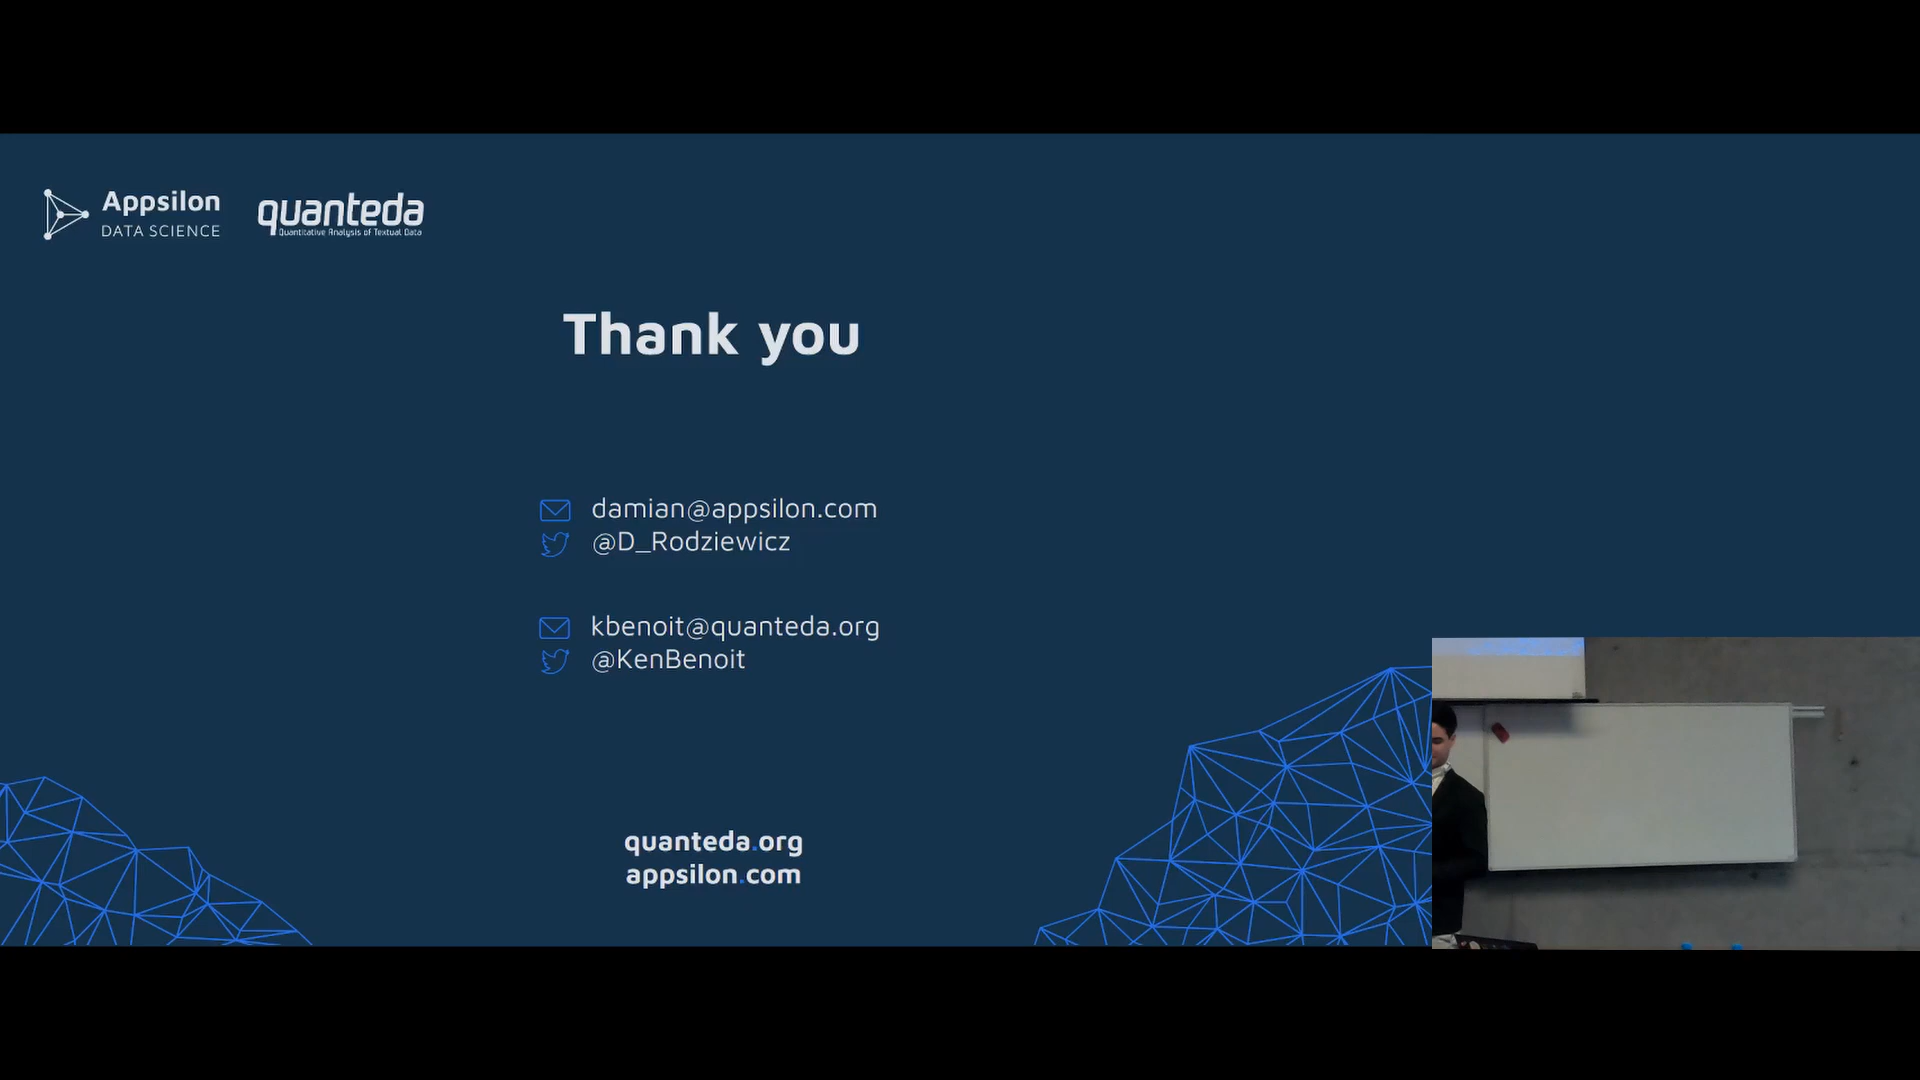 Appsilon
DATA SCIENCE
quanteda
Quantitative Analysis of Textual Data
Thank you
damian@appsilon.com
@D_Rodziewicz
kbenoit@quanteda.org
@KenBenoit
quanteda.org
appsilon.com